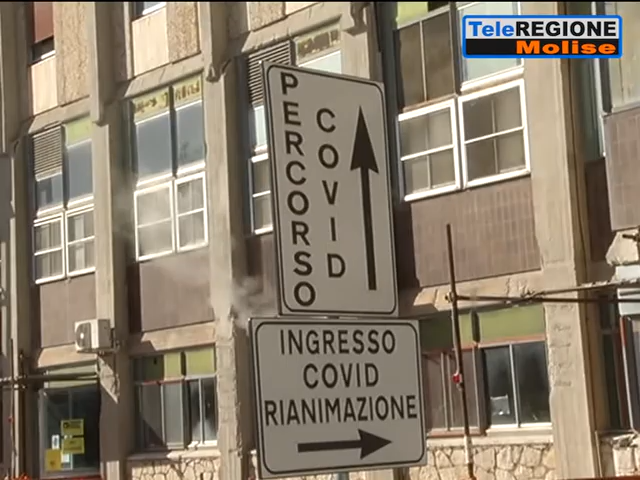 TeleREGIONE
Molise
PERCORSO
COVID
INGRESSO
COVID
RIANIMAZIONE